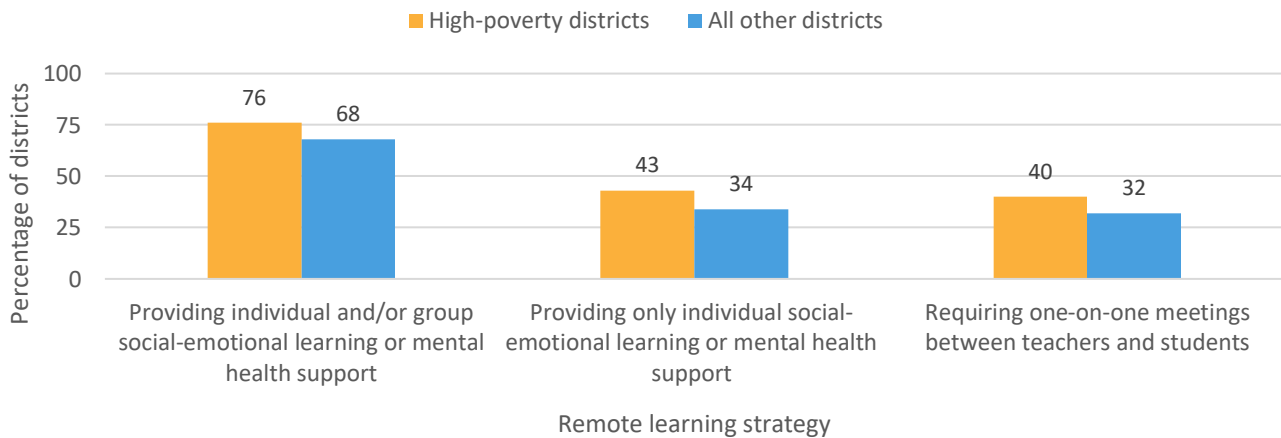 High-poverty districts All other districts
Percentage of districts
100
75
50
25
0
76
68
43
34
40
32
Providing individual and/or group
social-emotional learning or mental
health support
Providing only individual social-
emotional learning or mental health
support
Requiring one-on-one meetings
between teachers and students
Remote learning strategy